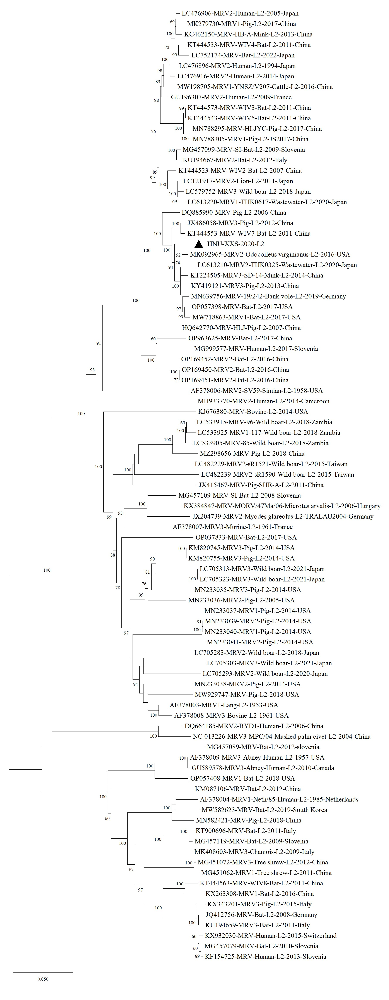 LC476906-MRV2-Human-L2-2005-Japan
69
MK279730-MRV1-Pig-L2-2017-China
100
KC462150-MRV-HB-A-Mink-L2-2013-China
72
KT444533-MRV-WIV4-Bat-L2-2011-China
99
LC752174-MRV-Bat-L2-2022-Japan
100
LC476896-MRV2-Human-L2-1994-Japan
98
LC476916-MRV2-Human-L2-2014-Japan
83
MW198705-MRV1-YNSZ/V207-Cattle-L2-2016-China
98
GU196307-MRV2-Human-L2-2009-France
99
KT444573-MRV-WIV3-Bat-L2-2011-China
KT444543-MRV-WIV5-Bat-L2-2011-China
100
MN788295-MRV-HLJYC-Pig-L2-2017-China
76
100
MN788305-MRV1-Pig-L2-JS2017-China
100
MG457099-MRV-SI-Bat-L2-2009-Slovenia
KU194667-MRV2-Bat-L2-2012-Italy
89
KT444523-MRV-WIV2-Bat-L2-2007-China
99
100
LC121917-MRV2-Lion-L2-2011-Japan
100
LC579752-MRV3-Wild boar-L2-2018-Japan
69
LC613220-MRV1-THK0617-Wastewater-L2-2020-Japan
DQ885990-MRV-Pig-L2-2006-China
100
JX486058-MRV3-Pig-L2-2012-China
100
KT444553-MRV-WIV7-Bat-L2-2011-China
HNU-XXS-2020-L2
100
100
92
MK092965-MRV2-Odocoileus virginianus-L2-2016-USA
74
94
LC613210-MRV2-THK0325-Wastewater-L2-2020-Japan
KT224505-MRV3-SD-14-Mink-L2-2014-China
100
KY419121-MRV3-Pig-L2-2013-China
MN639756-MRV-19/242-Bank vole-L2-2019-Germany
100
97
OP057398-MRV-Bat-L2-2017-USA
99
MW718863-MRV1-Bat-L2-2017-USA
HQ642770-MRV-HLJ-Pig-L2-2007-China
60
OP963625-MRV-Bat-L2-2017-China
91
MG999577-MRV-Human-L2-2017-Slovenia
100
OP169452-MRV2-Bat-L2-2016-China
93
100
OP169450-MRV2-Bat-L2-2016-China
72
OP169451-MRV2-Bat-L2-2016-China
AF378006-MRV2-SV59-Simian-L2-1958-USA
MH933770-MRV2-Human-L2-2014-Cameroon
100
KJ676380-MRV-Bovine-L2-2014-USA
69
LC533915-MRV-96-Wild boar-L2-2018-Zambia
100
LC533925-MRV1-117-Wild boar-L2-2018-Zambia
100
LC533905-MRV-85-Wild boar-L2-2018-Zambia
MZ298656-MRV-Pig-L2-2018-China
LC482229-MRV2-sR1521-Wild boar-L2-2015-Taiwan
100
100
LC482239-MRV2-sR1590-Wild boar-L2-2015-Taiwan
JX415467-MRV-Pig-SHR-A-L2-2011-China
MG457109-MRV-SI-Bat-L2-2008-Slovenia
100
KX384847-MRV-MORV/47Ma/06-Microtus arvalis-L2-2006-Hungary
93
99
JX204739-MRV2-Myodes glareolus-L2-TRALAU2004-Germany
AF378007-MRV3-Murine-L2-1961-France
OP037833-MRV-Bat-L2-2017-USA
100
KM820745-MRV3-Pig-L2-2014-USA
88
90
KM820755-MRV3-Pig-L2-2014-USA
100
LC705313-MRV3-Wild boar-L2-2021-Japan
81
100
LC705323-MRV3-Wild boar-L2-2021-Japan
76
78
MN233035-MRV3-Pig-L2-2014-USA
99
MN233036-MRV2-Pig-L2-2005-USA
MN233037-MRV1-Pig-L2-2014-USA
91
MN233039-MRV2-Pig-L2-2014-USA
97
100
MN233040-MRV1-Pig-L2-2014-USA
MN233041-MRV2-Pig-L2-2014-USA
LC705283-MRV2-Wild boar-L2-2018-Japan
LC705303-MRV3-Wild boar-L2-2021-Japan
LC705293-MRV2-Wild boar-L2-2020-Japan
94
MN233038-MRV2-Pig-L2-2014-USA
MW929747-MRV-Pig-L2-2018-USA
AF378003-MRV1-Lang-L2-1953-USA
100
AF378008-MRV3-Bovine-L2-1961-USA
DQ664185-MRV2-BYD1-Human-L2-2006-China
100
NC 013226-MRV3-MPC/04-Masked palm civet-L2-2004-China
MG457089-MRV-Bat-L2-2012-slovenia
100
AF378009-MRV3-Abney-Human-L2-1957-USA
100
GU589578-MRV3-Abney-Human-L2-2010-Canada
OP057408-MRV1-Bat-L2-2018-USA
100
KM087106-MRV-Bat-L2-2012-China
AF378004-MRV1-Neth/85-Human-L2-1985-Netherlands
100
MW582623-MRV-Bat-L2-2019-South Korea
60
MN582421-MRV-Pig-L2-2018-China
100
KT900696-MRV-Bat-L2-2011-Italy
100
100
MG457119-MRV-Bat-L2-2009-Slovenia
MK408603-MRV3-Chamois-L2-2009-Italy
100
MG451072-MRV3-Tree shrew-L2-2012-China
97
MG451062-MRV1-Tree shrew-L2-2011-China
100
KT444563-MRV-WIV8-Bat-L2-2011-China
97
KX263308-MRV1-Bat-L2-2016-China
100
KX343201-MRV3-Pig-L2-2015-Italy
JQ412756-MRV-Bat-L2-2008-Germany
100
KU194659-MRV3-Bat-L2-2011-Italy
60
KX932030-MRV-Human-L2-2015-Switzerland
60
MG457079-MRV-Bat-L2-2010-Slovenia
89
KF154725-MRV-Human-L2-2013-Slovenia
0.050